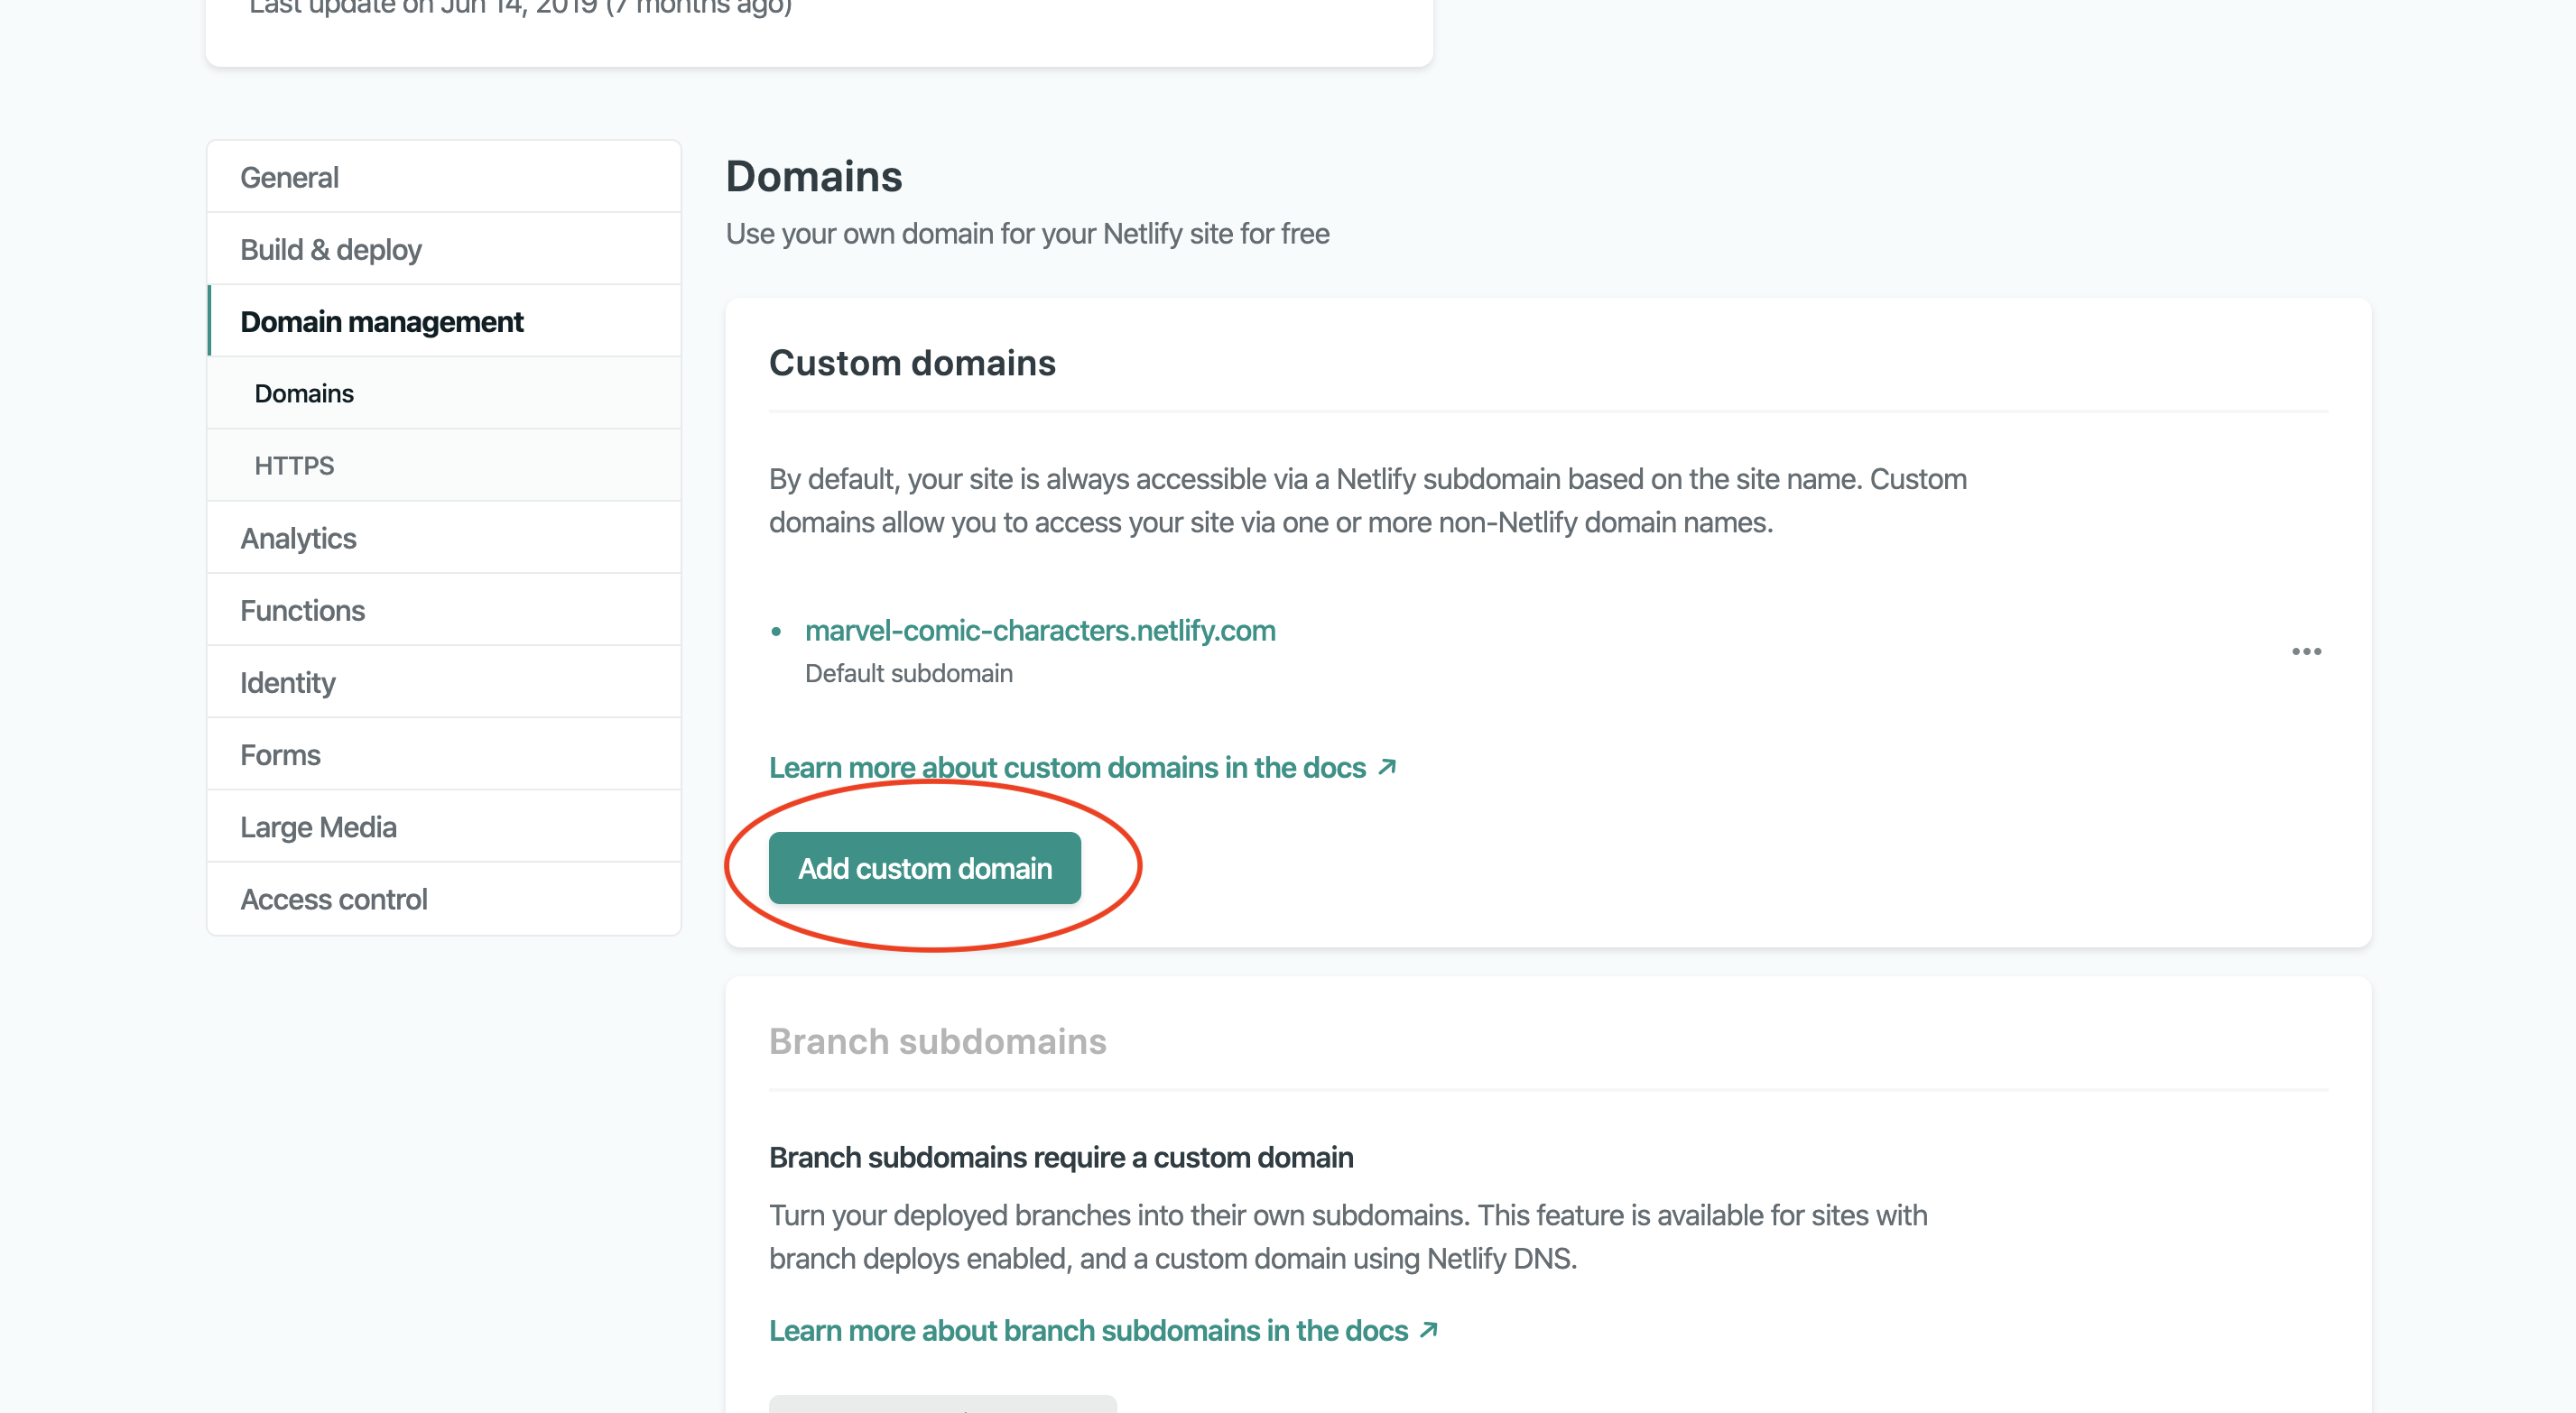 Last update on Jun 14, 2019 (7 months ago)
General
Build & deploy
Domain management
Domains
HTTPS
Analytics
Functions
Identity
Forms
Large Media
Access control
Domains
Use your own domain for your Netlify site for free
Custom domains
By default, your site is always accessible via a Netlify subdomain based on the site name. Custom
domains allow you to access your site via one or more non-Netlify domain names.
• marvel-comic-characters.netlify.com
Default subdomain
Learn more about custom domains in the docs ↗
Add custom domain
Branch subdomains
Branch subdomains require a custom domain
Turn your deployed branches into their own subdomains. This feature is available for sites with
branch deploys enabled, and a custom domain using Netlify DNS.
Learn more about branch subdomains in the docs ↗